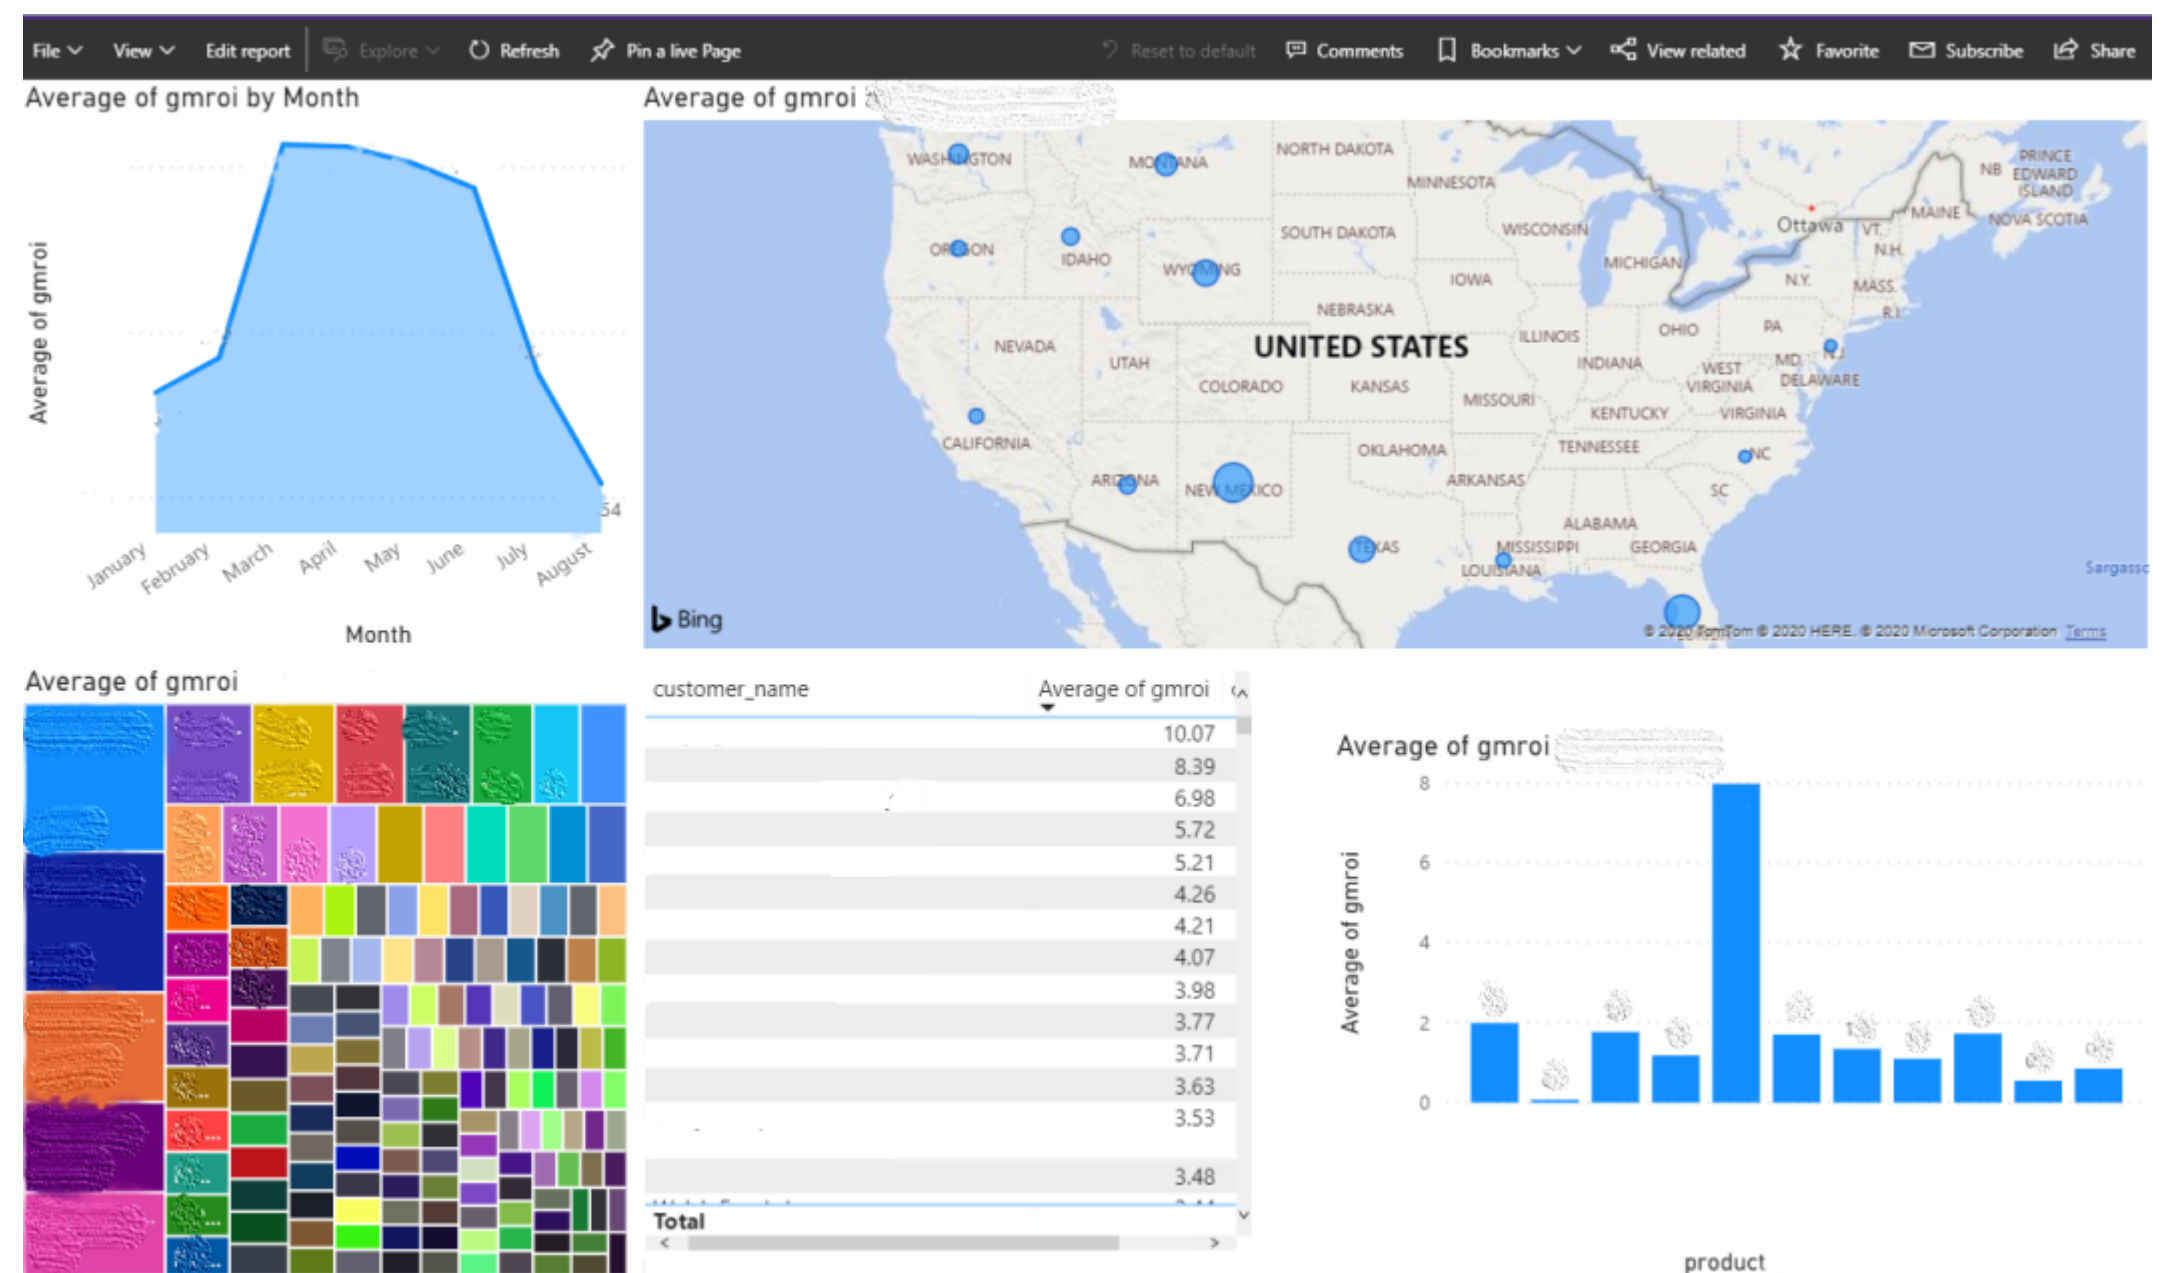 File View Edit report Explore Refresh Pin a live Page Reset to default Comments Bookmarks View related Favorite Subscribe Share
Average of gmroi by Month
Average of gmroi
54
January February March April May June July August
Month
Average of gmroi
WASHINGTON
MONTANA
NORTH DAKOTA
MINNESOTA
NB
PRINCE
EDWARD
ISLAND
OREGON
IDAHO
SOUTH DAKOTA
WISCONSIN
Ottawa
VT.
MAINE
NOVA SCOTIA
N.H.
WYOMING
MICHIGAN
IOWA
N.Y.
MASS.
NEBRASKA
R.I.
NEVADA
UNITED STATES
ILLINOIS
OHIO
PA
UTAH
INDIANA
MD
N.J.
COLORADO
KANSAS
WEST
VIRGINIA
DELAWARE
MISSOURI
KENTUCKY
VIRGINIA
CALIFORNIA
OKLAHOMA
TENNESSEE
NC
ARIZONA
NEW MEXICO
ARKANSAS
SC
ALABAMA
TEXAS
MISSISSIPPI
GEORGIA
LOUISIANA
Sargasso
Bing
© 2020 TomTom © 2020 HERE, © 2020 Microsoft Corporation Terms
Average of gmroi
customer_name Average of gmroi
10.07
8.39
6.98
5.72
5.21
4.26
4.21
4.07
3.98
3.77
3.71
3.63
3.53
3.48
Total
Average of gmroi
Average of gmroi
8
6
4
2
0
product